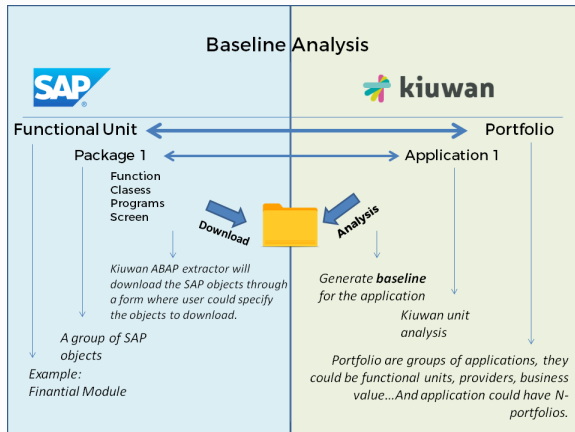 Baseline Analysis
SAP
®
kiuwan
Functional Unit
Portfolio
Package 1
Application 1
Function
Clasess
Programs
Screen
Download
Analysis
Kiuwan ABAP extractor will
download the SAP objects through
a form where user could specify
the objects to download.
Generate baseline
for the application
Kiuwan unit
analysis
A group of SAP
objects
Example:
Finantial Module
Portfolio are groups of applications, they
could be functional units, providers, business
value...And application could have N-
portfolios.